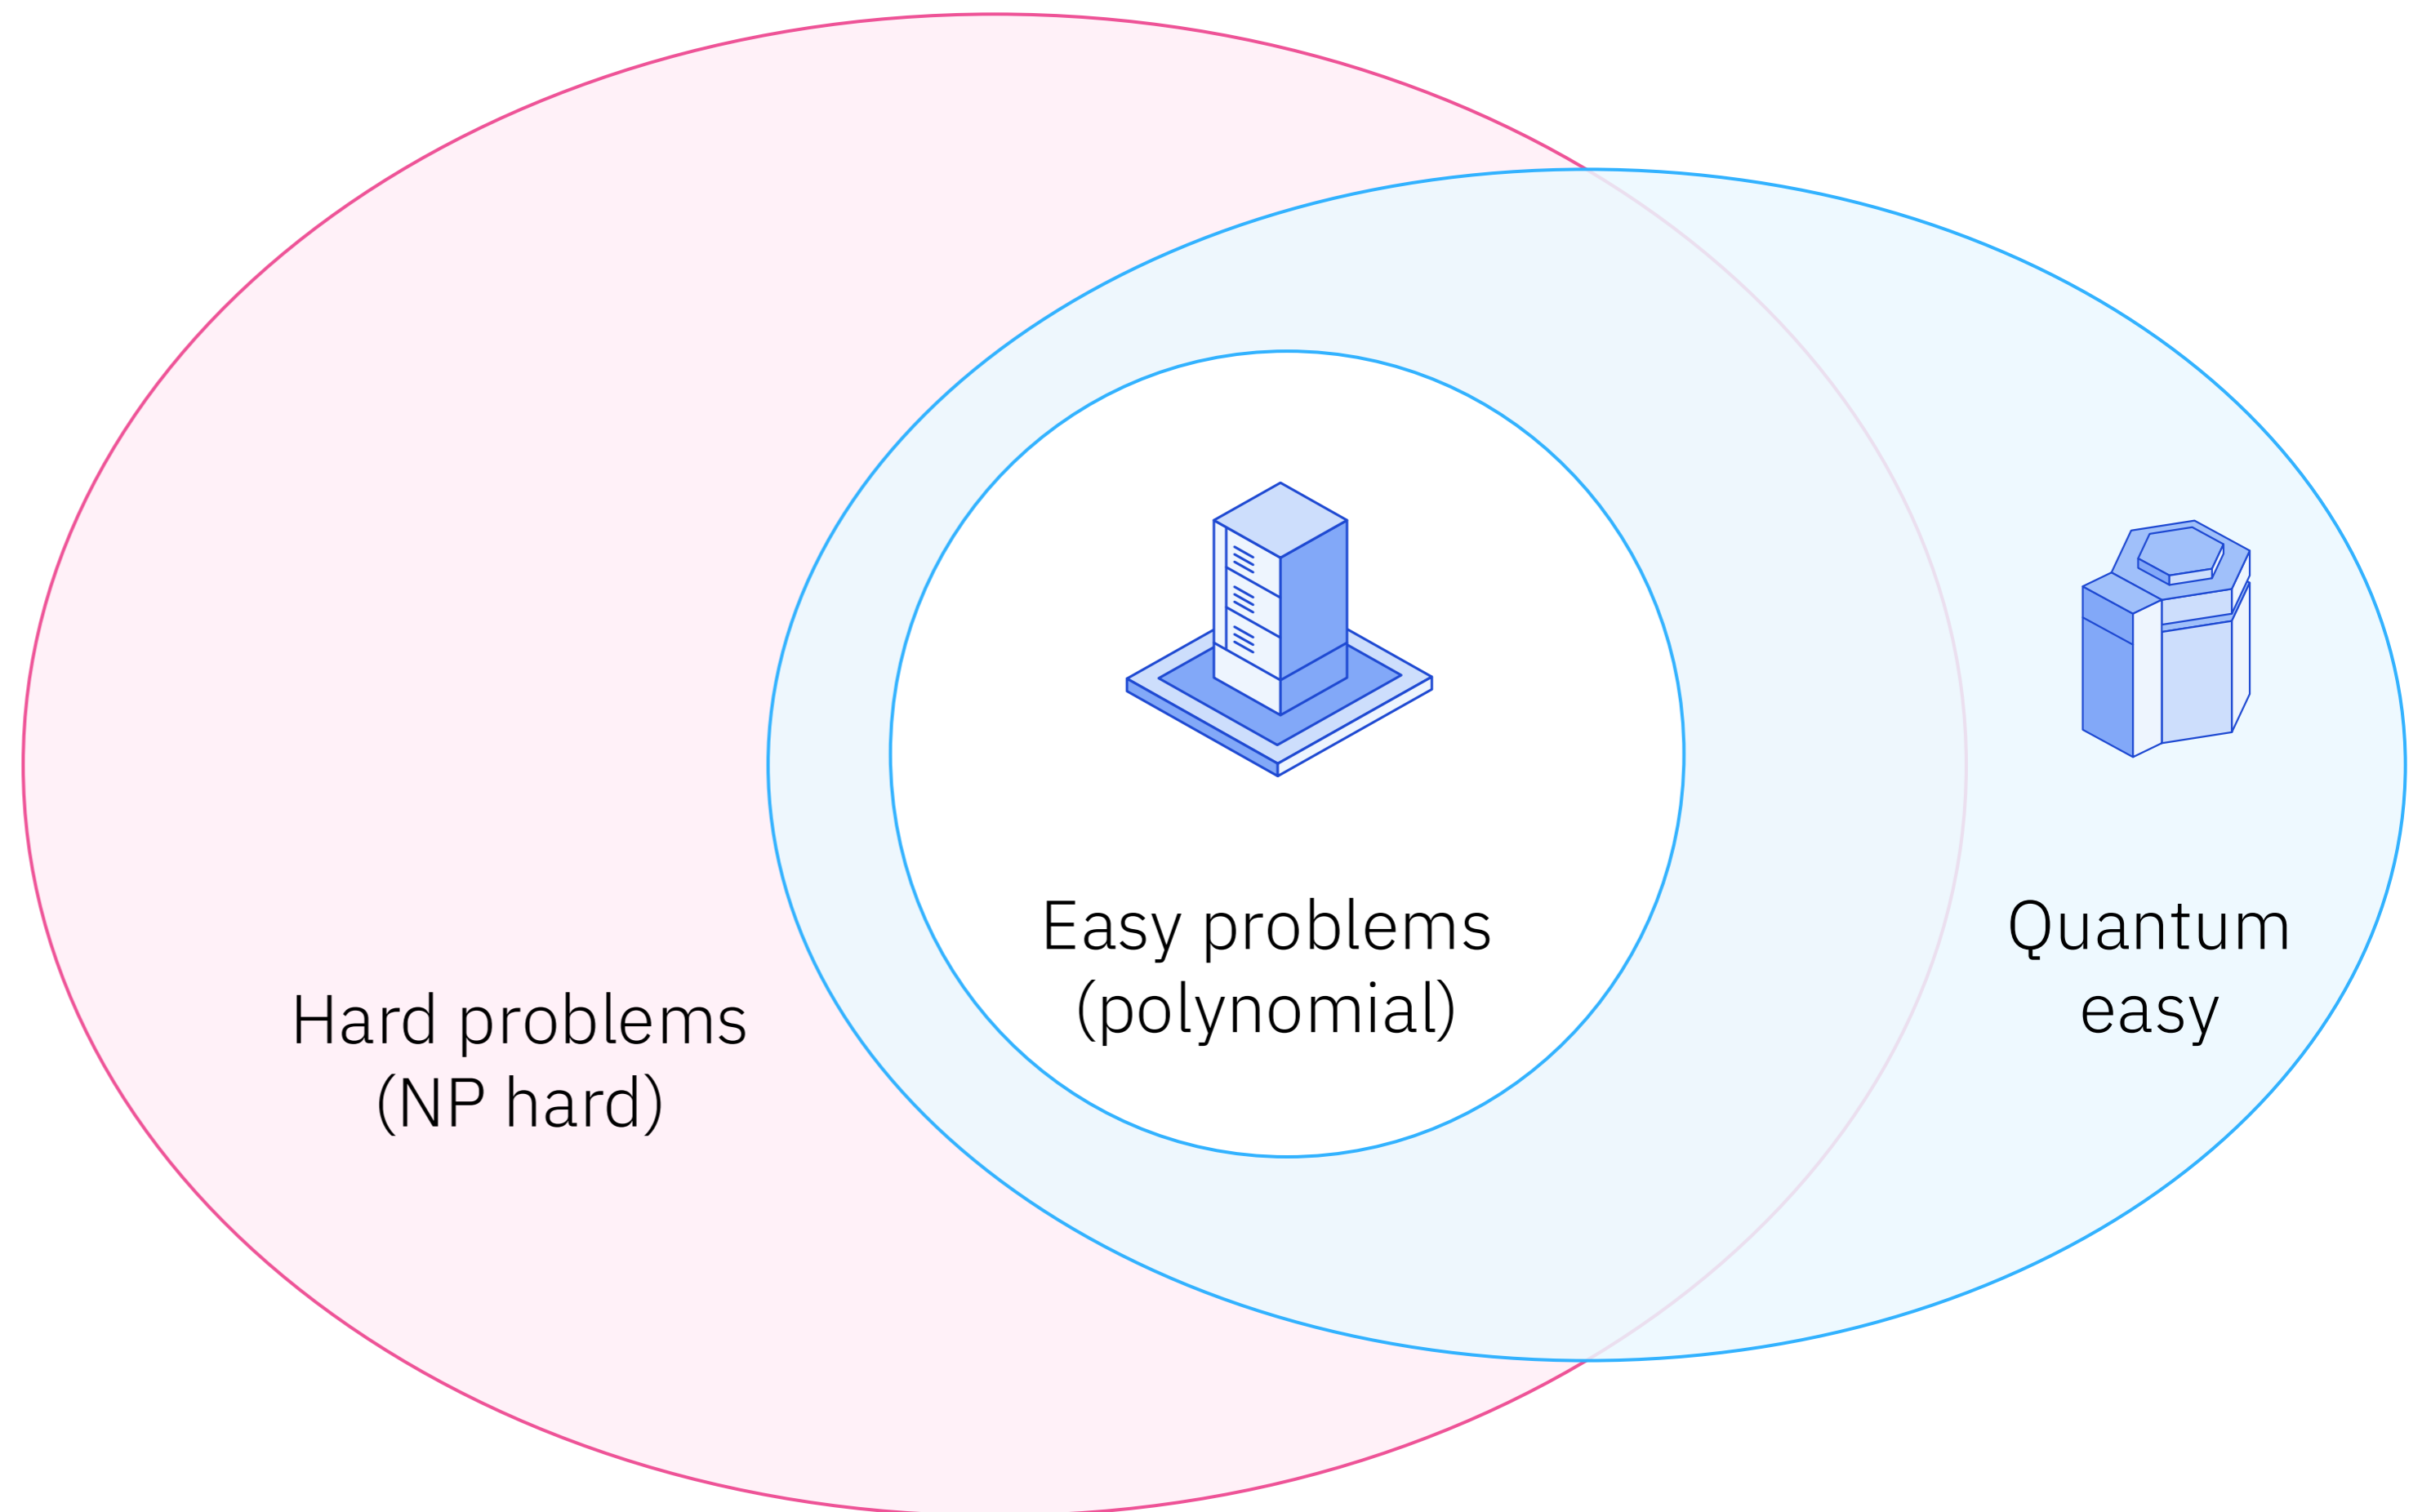 Hard problems
(NP hard)
Easy problems
(polynomial)
Quantum
easy